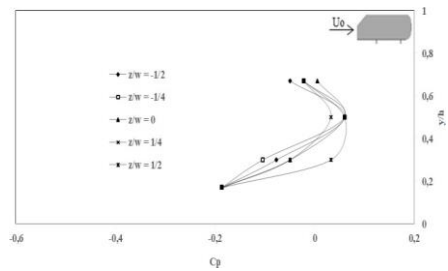 1
U₀
0,8
z/w = -1/2
z/w = -1/4
0,6
z/w = 0
y/h
z/w = 1/4
0,4
z/w = 1/2
0,2
0
-0,6 -0,4 -0,2 0 0,2
Cp